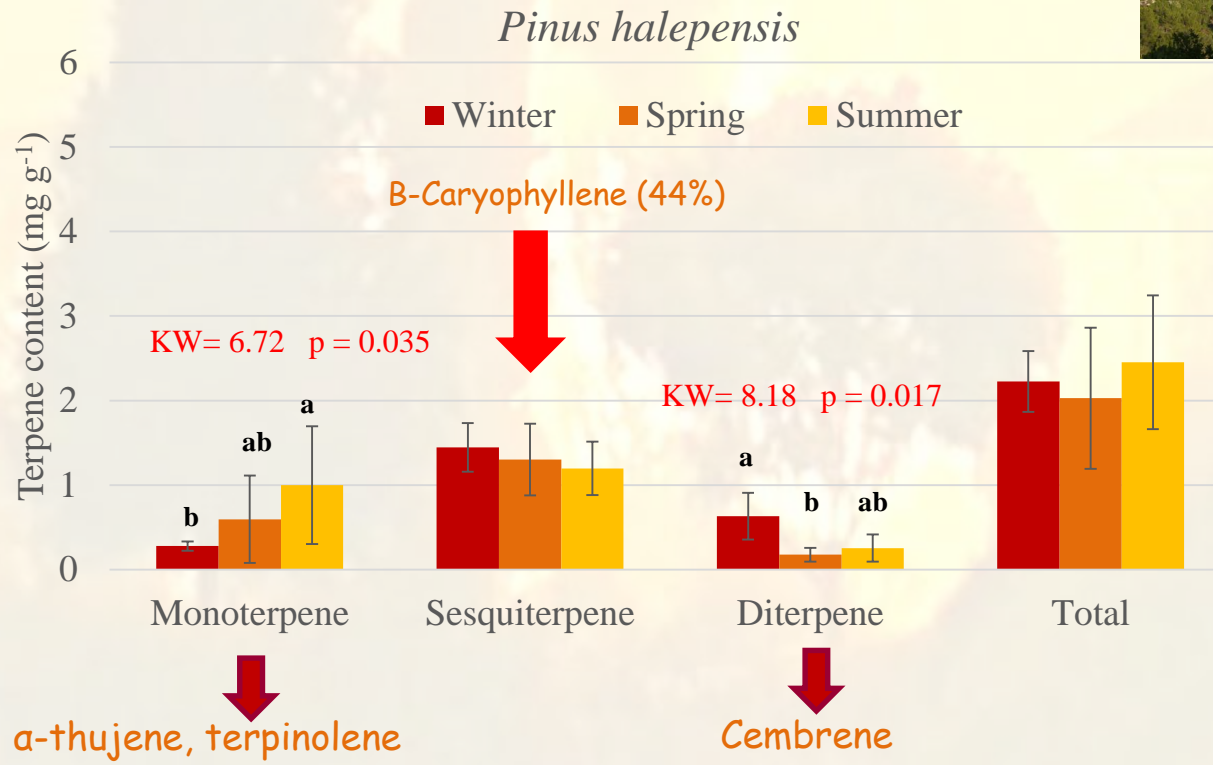 Pinus halepensis
6
Winter Spring Summer
5
B-Caryophyllene (44%)
4
3
KW= 6.72 p = 0.035
KW= 8.18 p = 0.017
2
a
ab
b
a
b
ab
1
0
Terpene content (mg g⁻¹)
Monoterpene Sesquiterpene Diterpene Total
α-thujene, terpinolene
Cembrene